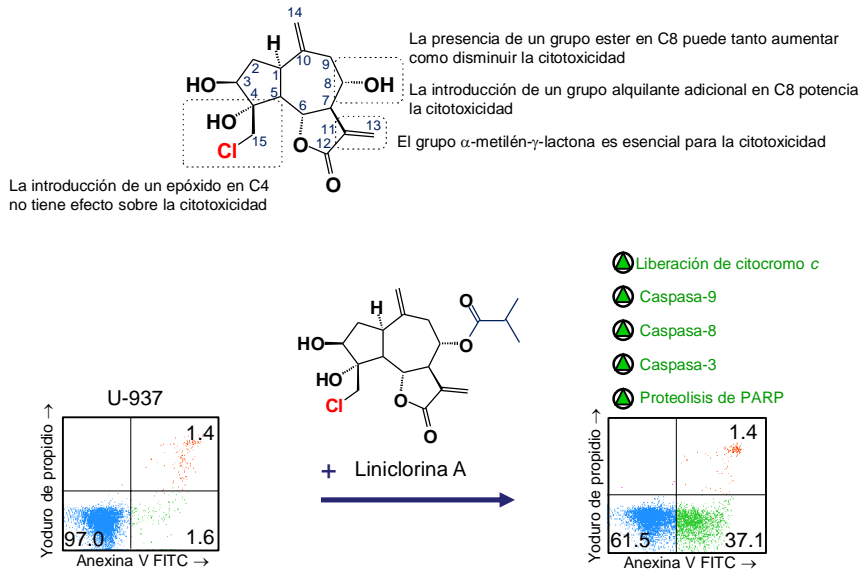 14
H
10
9
2
1
HO
3
8
OH
4
5
7
HO
6
11
13
15
O
12
Cl
O
La presencia de un grupo ester en C8 puede tanto aumentar
como disminuir la citotoxicidad
La introducción de un grupo alquilante adicional en C8 potencia
la citotoxicidad
El grupo α-metilén-γ-lactona es esencial para la citotoxicidad
La introducción de un epóxido en C4
no tiene efecto sobre la citotoxicidad
Liberación de citocromo c
Caspasa-9
Caspasa-8
Caspasa-3
Proteolisis de PARP
H
O
O
HO
HO
Cl
O
O
+ Liniclorina A
U-937
Yoduro de propidio →
1.4
97.0
1.6
Anexina V FITC →
Yoduro de propidio →
1.4
61.5
37.1
Anexina V FITC →